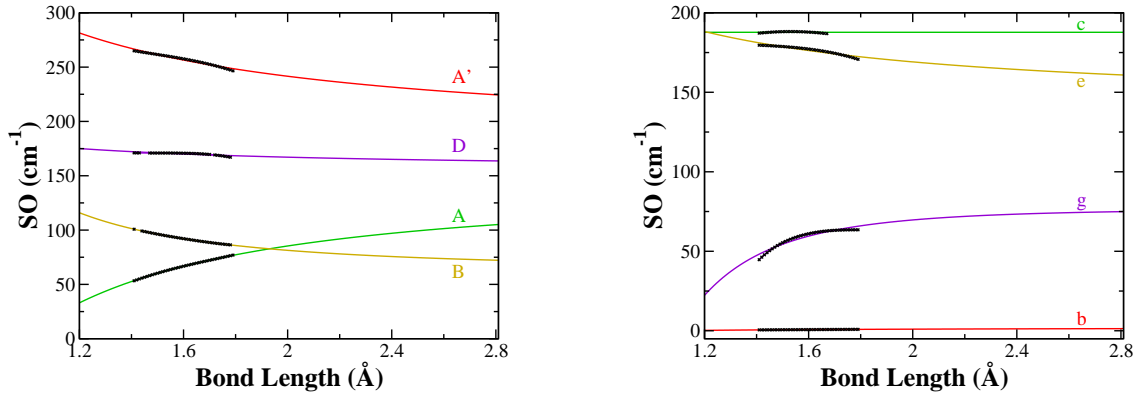 300
250
200
150
100
50
0
SO (cm-1)
A'
D
A
B
1.2 1.6 2 2.4 2.8
Bond Length (Å)
200
150
100
50
0
SO (cm-1)
c
e
g
b
1.2 1.6 2 2.4 2.8
Bond Length (Å)